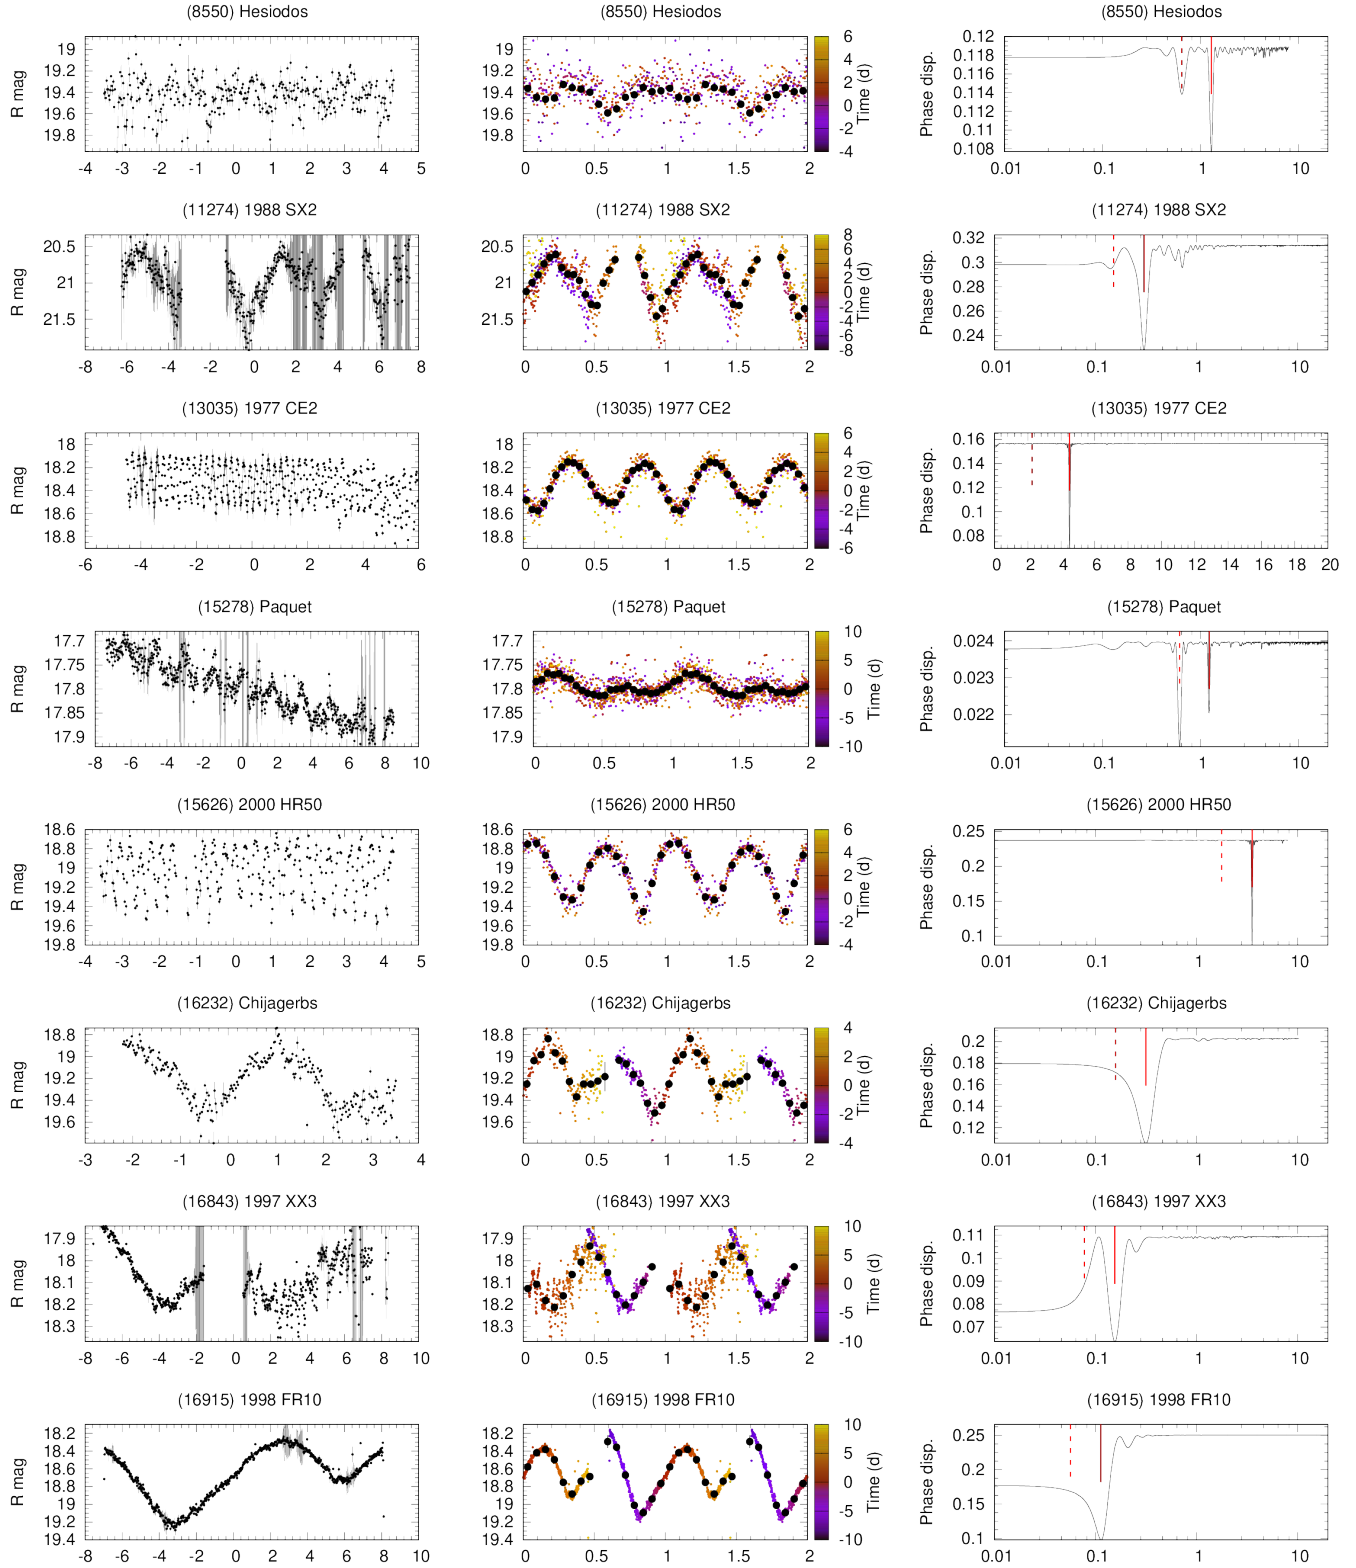 (8550) Hesiodos (8550) Hesiodos (8550) Hesiodos
R mag 19 19.2 19.4 19.6 19.8
-4 -3 -2 -1 0 1 2 3 4 5
19 19.2 19.4 19.6 19.8
0 0.5 1 1.5 2
6 4 2 0 -2 -4 Time (d)
Phase disp. 0.12 0.118 0.116 0.114 0.112 0.11 0.108
0.01 0.1 1 10
(11274) 1988 SX2 (11274) 1988 SX2 (11274) 1988 SX2
R mag 20.5 21 21.5
-8 -6 -4 -2 0 2 4 6 8
20.5 21 21.5
0 0.5 1 1.5 2
8 6 4 2 0 -2 -4 -6 -8 Time (d)
Phase disp. 0.32 0.3 0.28 0.26 0.24
0.01 0.1 1 10
(13035) 1977 CE2 (13035) 1977 CE2 (13035) 1977 CE2
R mag 18 18.2 18.4 18.6 18.8
-6 -4 -2 0 2 4 6
18 18.2 18.4 18.6 18.8
0 0.5 1 1.5 2
6 4 2 0 -2 -4 -6 Time (d)
Phase disp. 0.16 0.14 0.12 0.1 0.08
0 2 4 6 8 10 12 14 16 18 20
(15278) Paquet (15278) Paquet (15278) Paquet
R mag 17.7 17.75 17.8 17.85 17.9
-8 -6 -4 -2 0 2 4 6 8 10
17.7 17.75 17.8 17.85 17.9
0 0.5 1 1.5 2
10 5 0 -5 -10 Time (d)
Phase disp. 0.024 0.023 0.022
0.01 0.1 1 10
(15626) 2000 HR50 (15626) 2000 HR50 (15626) 2000 HR50
R mag 18.6 18.8 19 19.2 19.4 19.6 19.8
-4 -3 -2 -1 0 1 2 3 4 5
18.6 18.8 19 19.2 19.4 19.6 19.8
0 0.5 1 1.5 2
6 4 2 0 -2 -4 Time (d)
Phase disp. 0.25 0.2 0.15 0.1
0.01 0.1 1 10
(16232) Chijagerbs (16232) Chijagerbs (16232) Chijagerbs
R mag 18.8 19 19.2 19.4 19.6
-3 -2 -1 0 1 2 3 4
18.8 19 19.2 19.4 19.6
0 0.5 1 1.5 2
4 2 0 -2 -4 Time (d)
Phase disp. 0.2 0.18 0.16 0.14 0.12
0.01 0.1 1 10
(16843) 1997 XX3 (16843) 1997 XX3 (16843) 1997 XX3
R mag 17.9 18 18.1 18.2 18.3
-8 -6 -4 -2 0 2 4 6 8 10
17.9 18 18.1 18.2 18.3
0 0.5 1 1.5 2
10 5 0 -5 -10 Time (d)
Phase disp. 0.11 0.1 0.09 0.08 0.07
0.01 0.1 1 10
(16915) 1998 FR10 (16915) 1998 FR10 (16915) 1998 FR10
R mag 18.2 18.4 18.6 18.8 19 19.2 19.4
-8 -6 -4 -2 0 2 4 6 8 10
18.2 18.4 18.6 18.8 19 19.2 19.4
0 0.5 1 1.5 2
10 5 0 -5 -10 Time (d)
Phase disp. 0.25 0.2 0.15 0.1
0.01 0.1 1 10